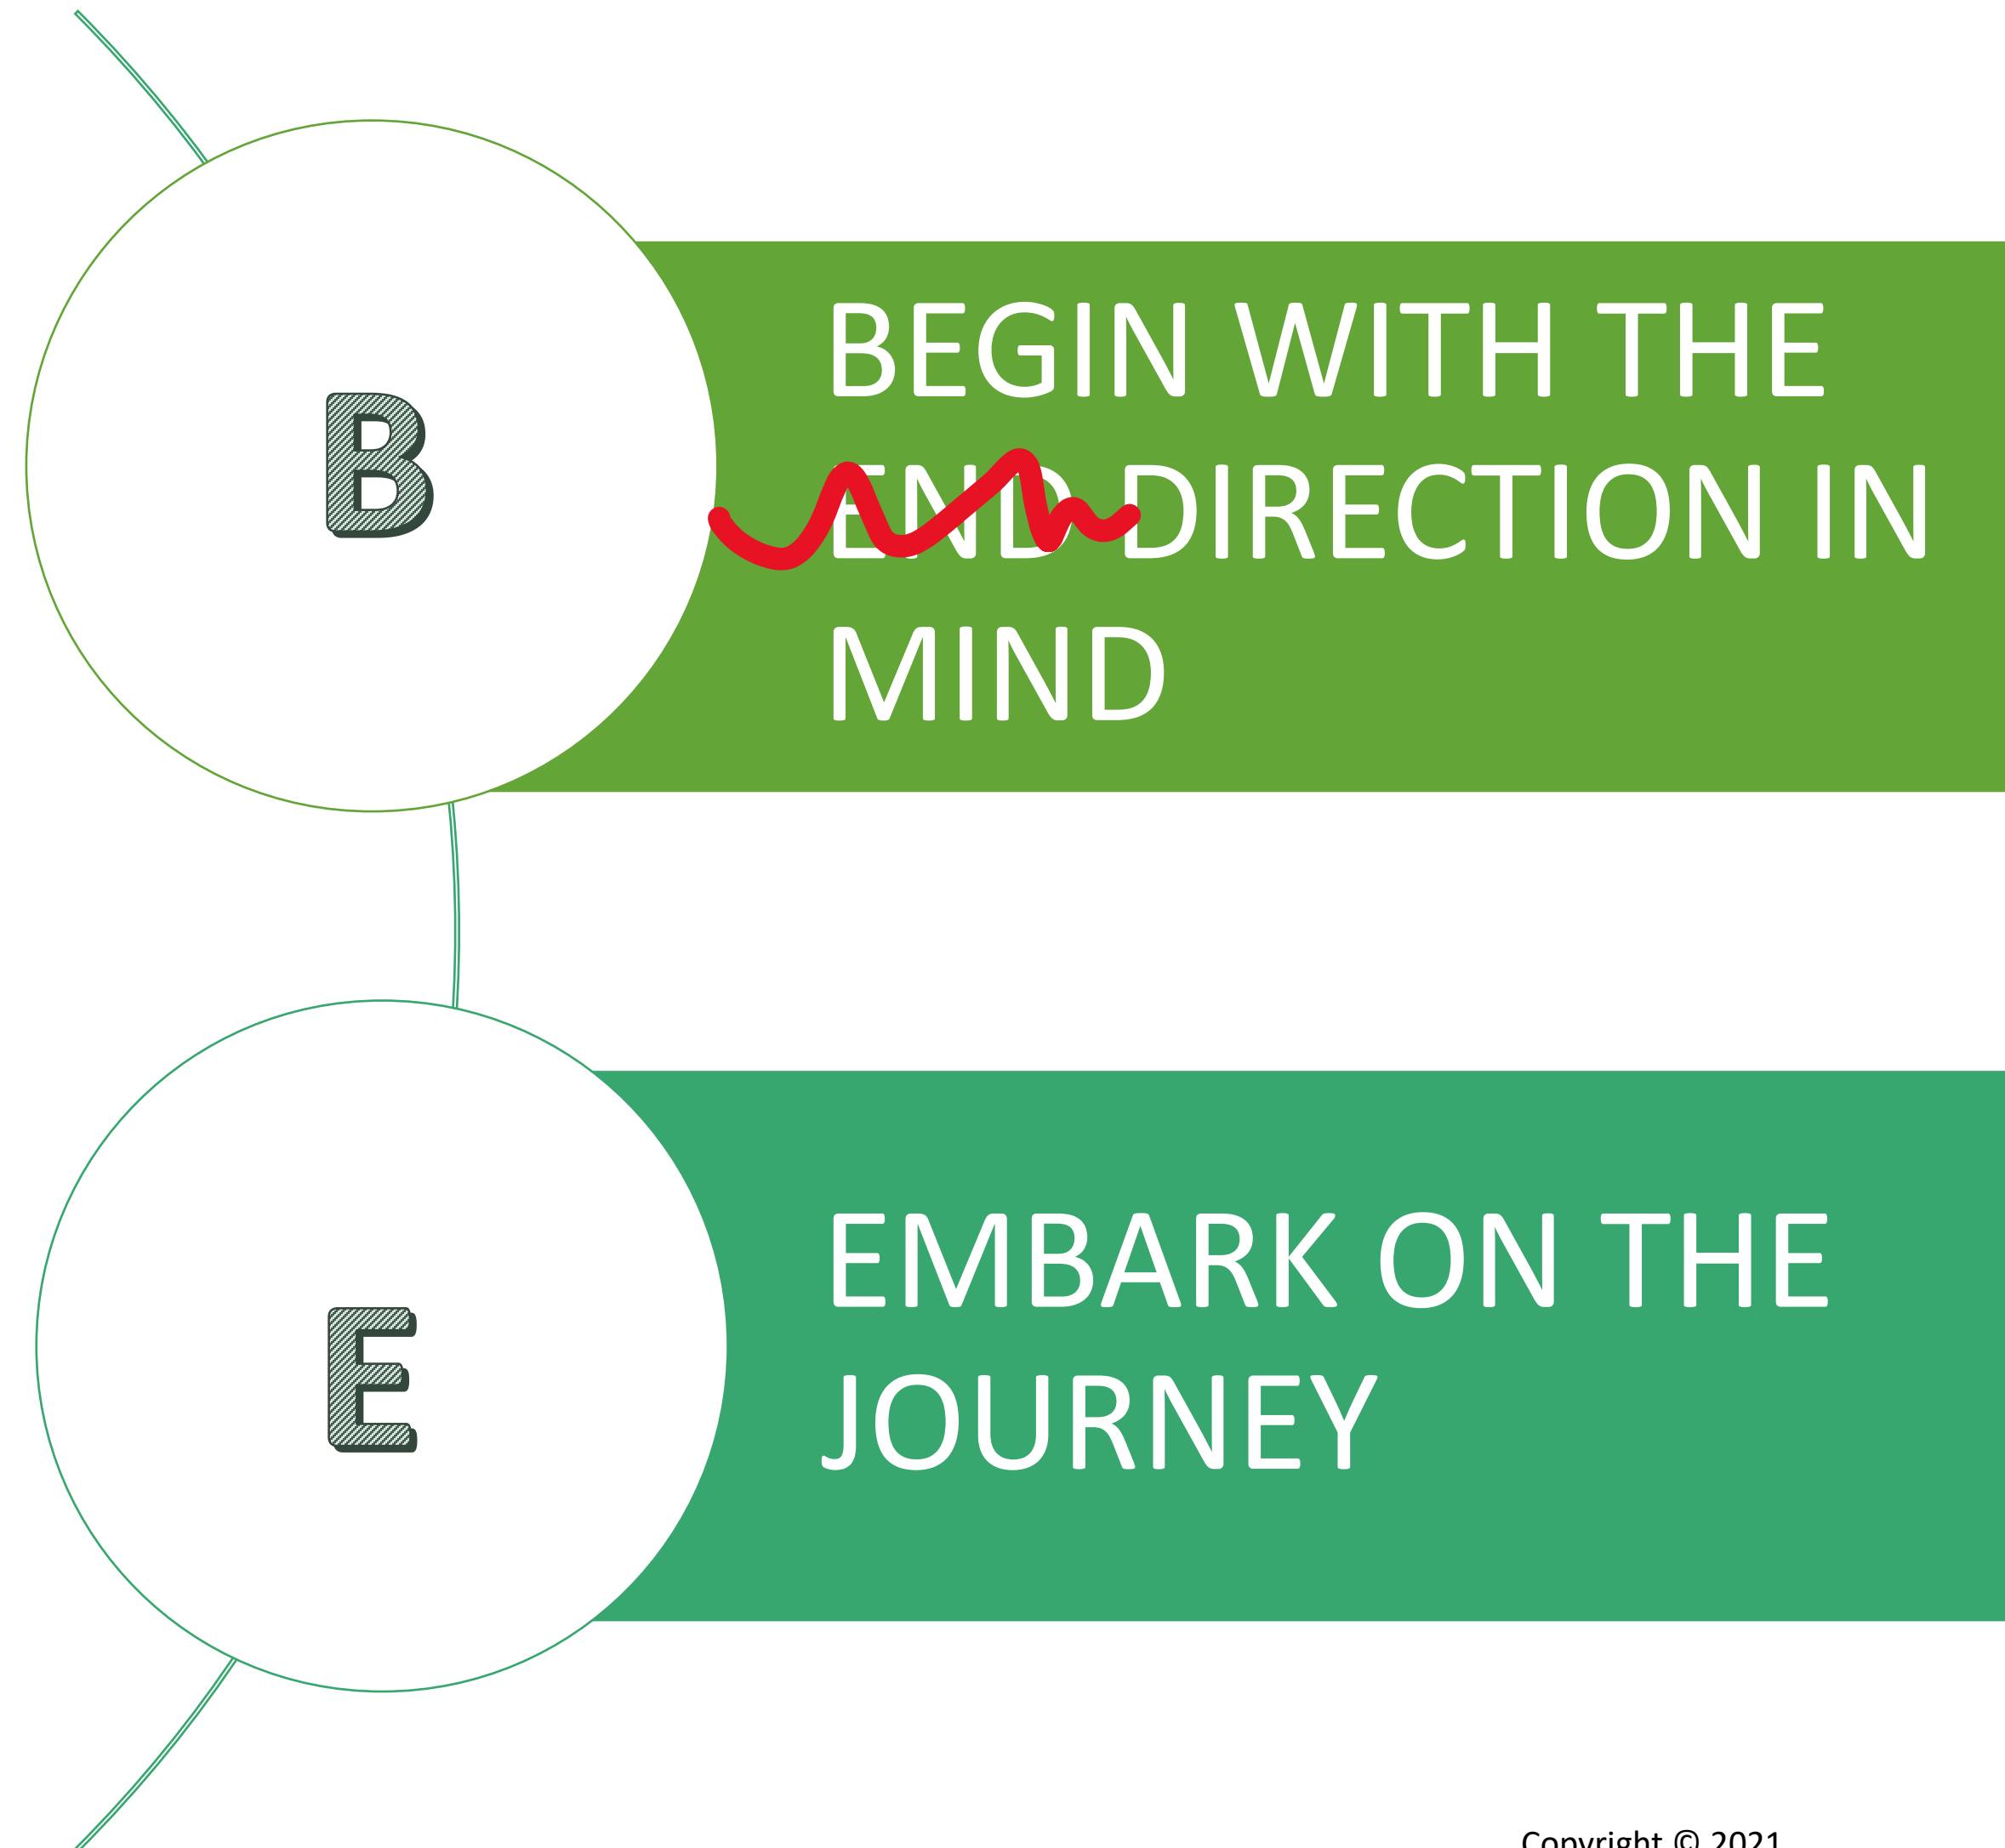 B
BEGIN WITH THE
END DIRECTION IN
MIND
E
EMBARK ON THE
JOURNEY
Copyright © 2021